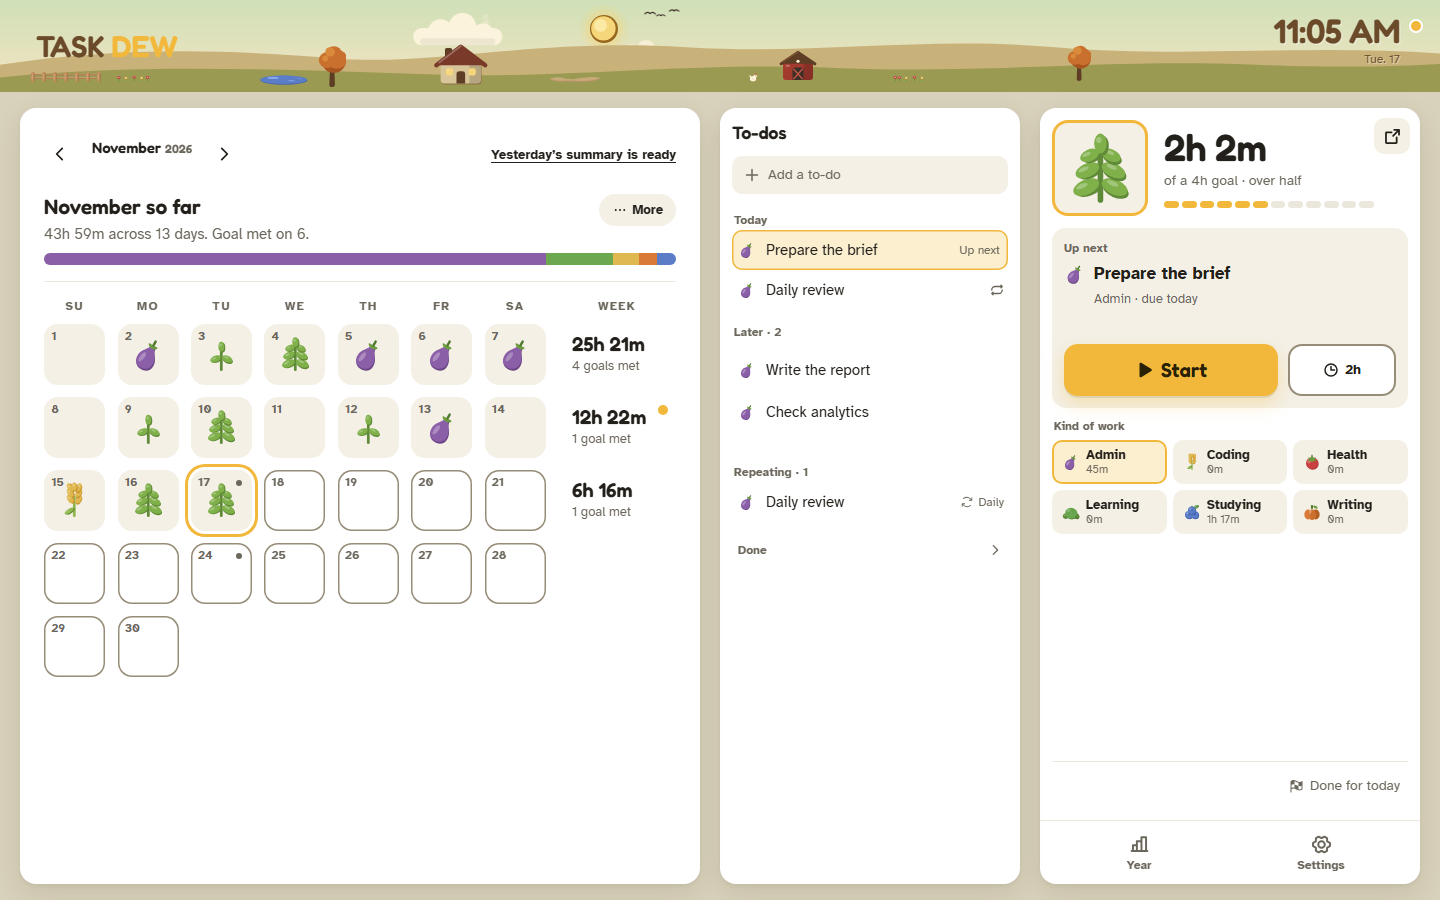 TASK DEW
11:05 AM
Tue. 17
November 2026
Yesterday's summary is ready
November so far
··· More
43h 59m across 13 days. Goal met on 6.
SU MO TU WE TH FR SA WEEK
1 2 3 4 5 6 7
25h 21m
4 goals met
8 9 10 11 12 13 14
12h 22m
1 goal met
15 16 17 18 19 20 21
6h 16m
1 goal met
22 23 24 25 26 27 28
29 30
To-dos
Add a to-do
Today
Prepare the brief Up next
Daily review
Later · 2
Write the report
Check analytics
Repeating · 1
Daily review Daily
Done
2h 2m
of a 4h goal · over half
Up next
Prepare the brief
Admin · due today
Start 2h
Kind of work
Admin
45m
Coding
0m
Health
0m
Learning
0m
Studying
1h 17m
Writing
0m
Done for today
Year Settings